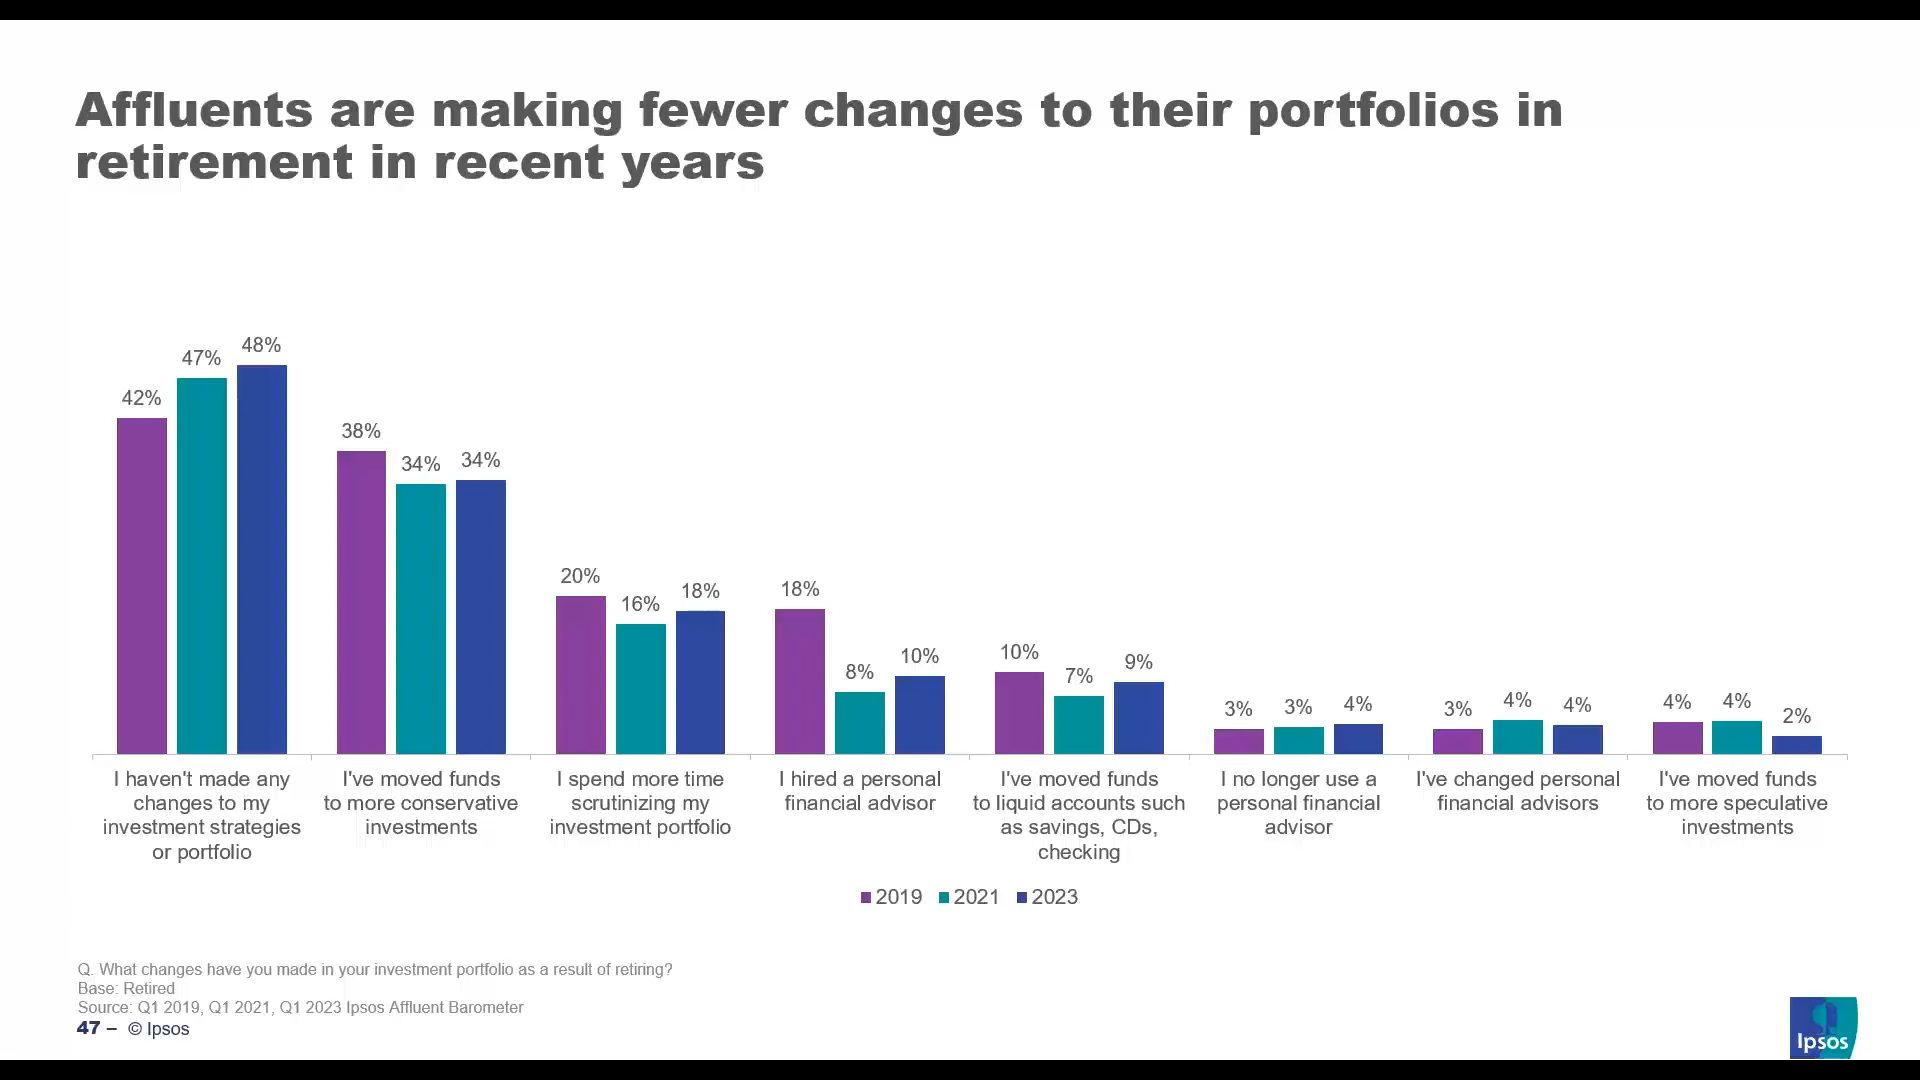 Affluents are making fewer changes to their portfolios in
retirement in recent years
42%
47%
48%
38%
34%
34%
20%
16%
18%
18%
8%
10%
10%
7%
9%
3%
3%
4%
3%
4%
4%
4%
4%
2%
I haven't made any
changes to my
investment strategies
or portfolio
I've moved funds
to more conservative
investments
I spend more time
scrutinizing my
investment portfolio
I hired a personal
financial advisor
I've moved funds
to liquid accounts such
as savings, CDs,
checking
I no longer use a
personal financial
advisor
I've changed personal
financial advisors
I've moved funds
to more speculative
investments
2019 2021 2023
Q. What changes have you made in your investment portfolio as a result of retiring?
Base: Retired
Source: Q1 2019, Q1 2021, Q1 2023 Ipsos Affluent Barometer
47 – © Ipsos
Ipsos